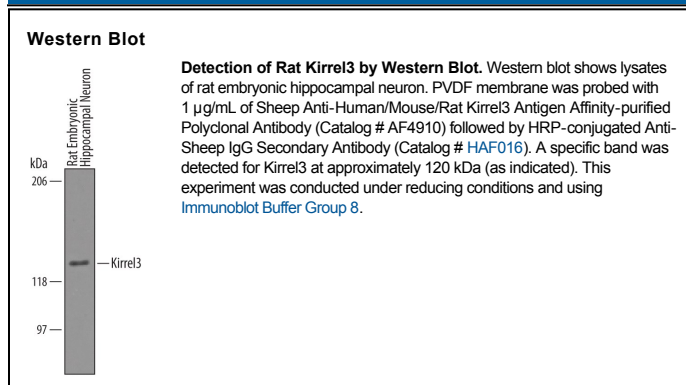 Western Blot
Detection of Rat Kirrel3 by Western Blot. Western blot shows lysates
of rat embryonic hippocampal neuron. PVDF membrane was probed with
1 µg/mL of Sheep Anti-Human/Mouse/Rat Kirrel3 Antigen Affinity-purified
Polyclonal Antibody (Catalog # AF4910) followed by HRP-conjugated Anti-
Sheep IgG Secondary Antibody (Catalog # HAF016). A specific band was
detected for Kirrel3 at approximately 120 kDa (as indicated). This
experiment was conducted under reducing conditions and using
Immunoblot Buffer Group 8.
Rat Embryonic
Hippocampal Neuron
kDa
206
Kirrel3
118
97